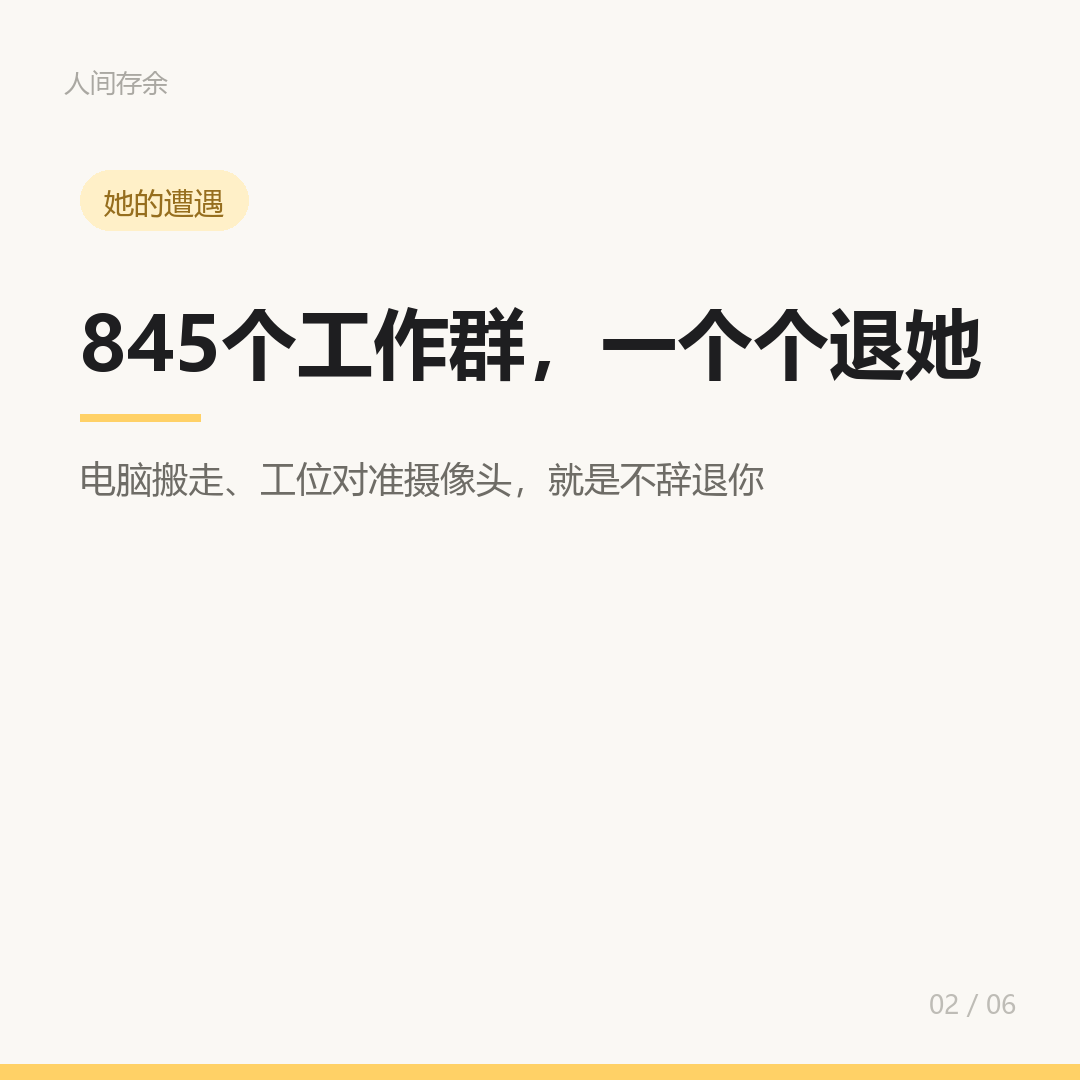 人间存余
她的遭遇
845个工作群，一个个退她
电脑搬走、工位对准摄像头，就是不辞退你
02 / 06